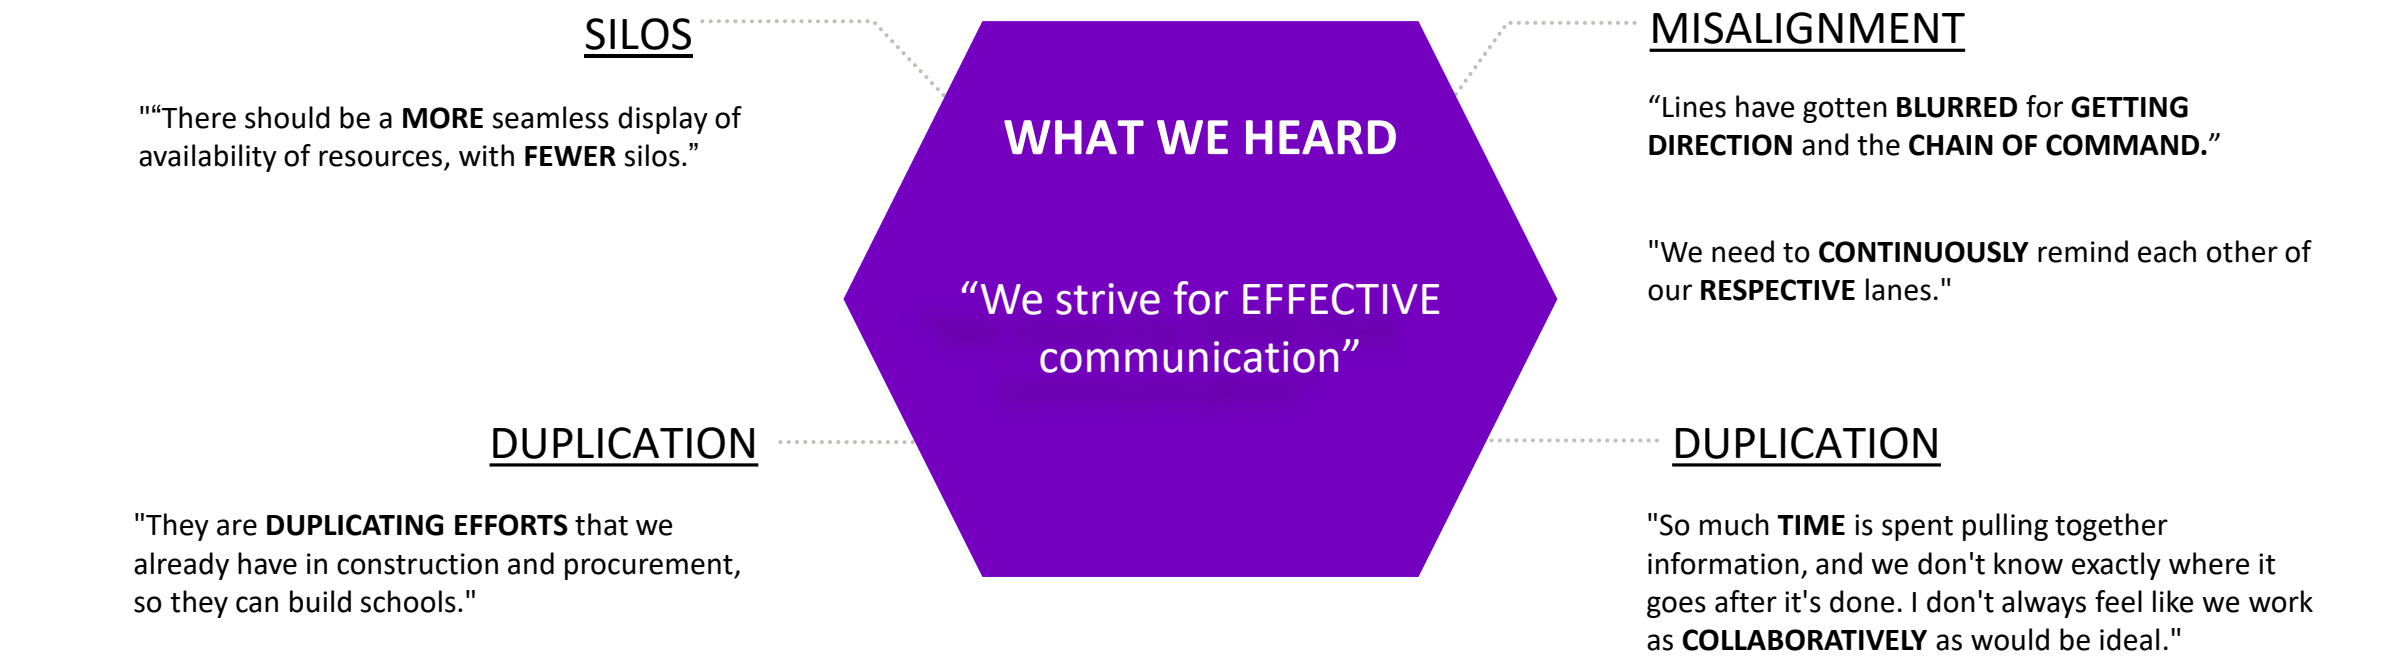 SILOS
"“There should be a MORE seamless display of
availability of resources, with FEWER silos.”
DUPLICATION
"They are DUPLICATING EFFORTS that we
already have in construction and procurement,
so they can build schools."
WHAT WE HEARD
“We strive for EFFECTIVE
communication”
MISALIGNMENT
“Lines have gotten BLURRED for GETTING
DIRECTION and the CHAIN OF COMMAND.”
"We need to CONTINUOUSLY remind each other of
our RESPECTIVE lanes."
DUPLICATION
"So much TIME is spent pulling together
information, and we don't know exactly where it
goes after it's done. I don't always feel like we work
as COLLABORATIVELY as would be ideal."